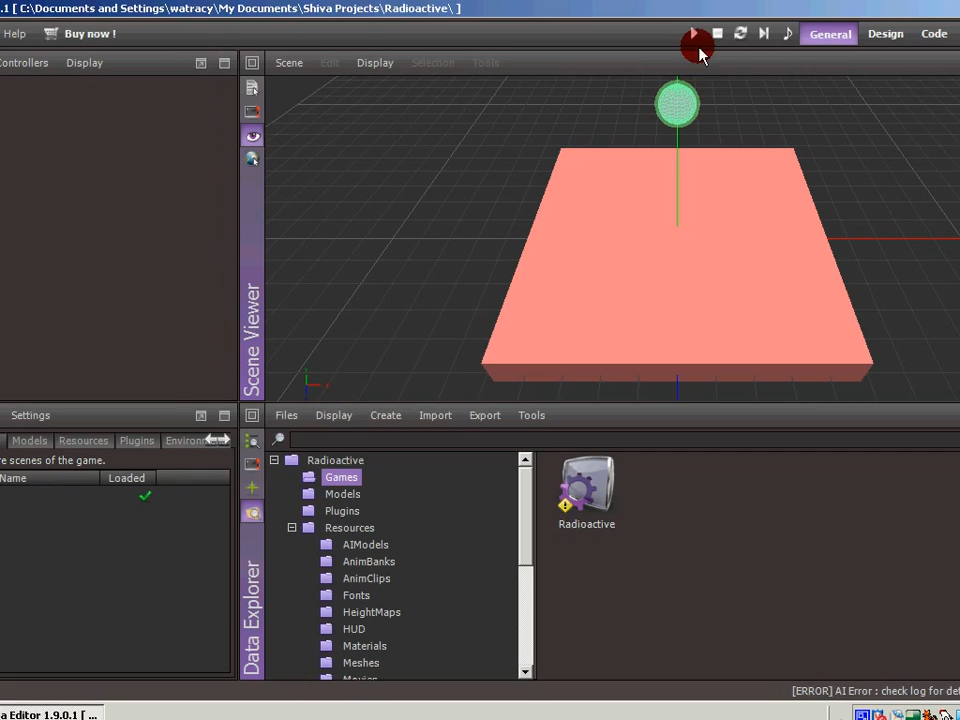 .1 [ C:\Documents and Settings\watracy\My Documents\Shiva Projects\Radioactive\ ]
Help Buy now ! General Design Code
Controllers Display Scene Edit Display Selection Tools
Scene Viewer
Settings Files Display Create Import Export Tools
Models Resources Plugins Environment
re scenes of the game.
Name Loaded
Radioactive
Games
Models
Plugins
Resources
AIModels
AnimBanks
AnimClips
Fonts
HeightMaps
HUD
Materials
Meshes
Movies
Radioactive
Data Explorer
[ERROR] AI Error : check log for det
a Editor 1.9.0.1 [ ...